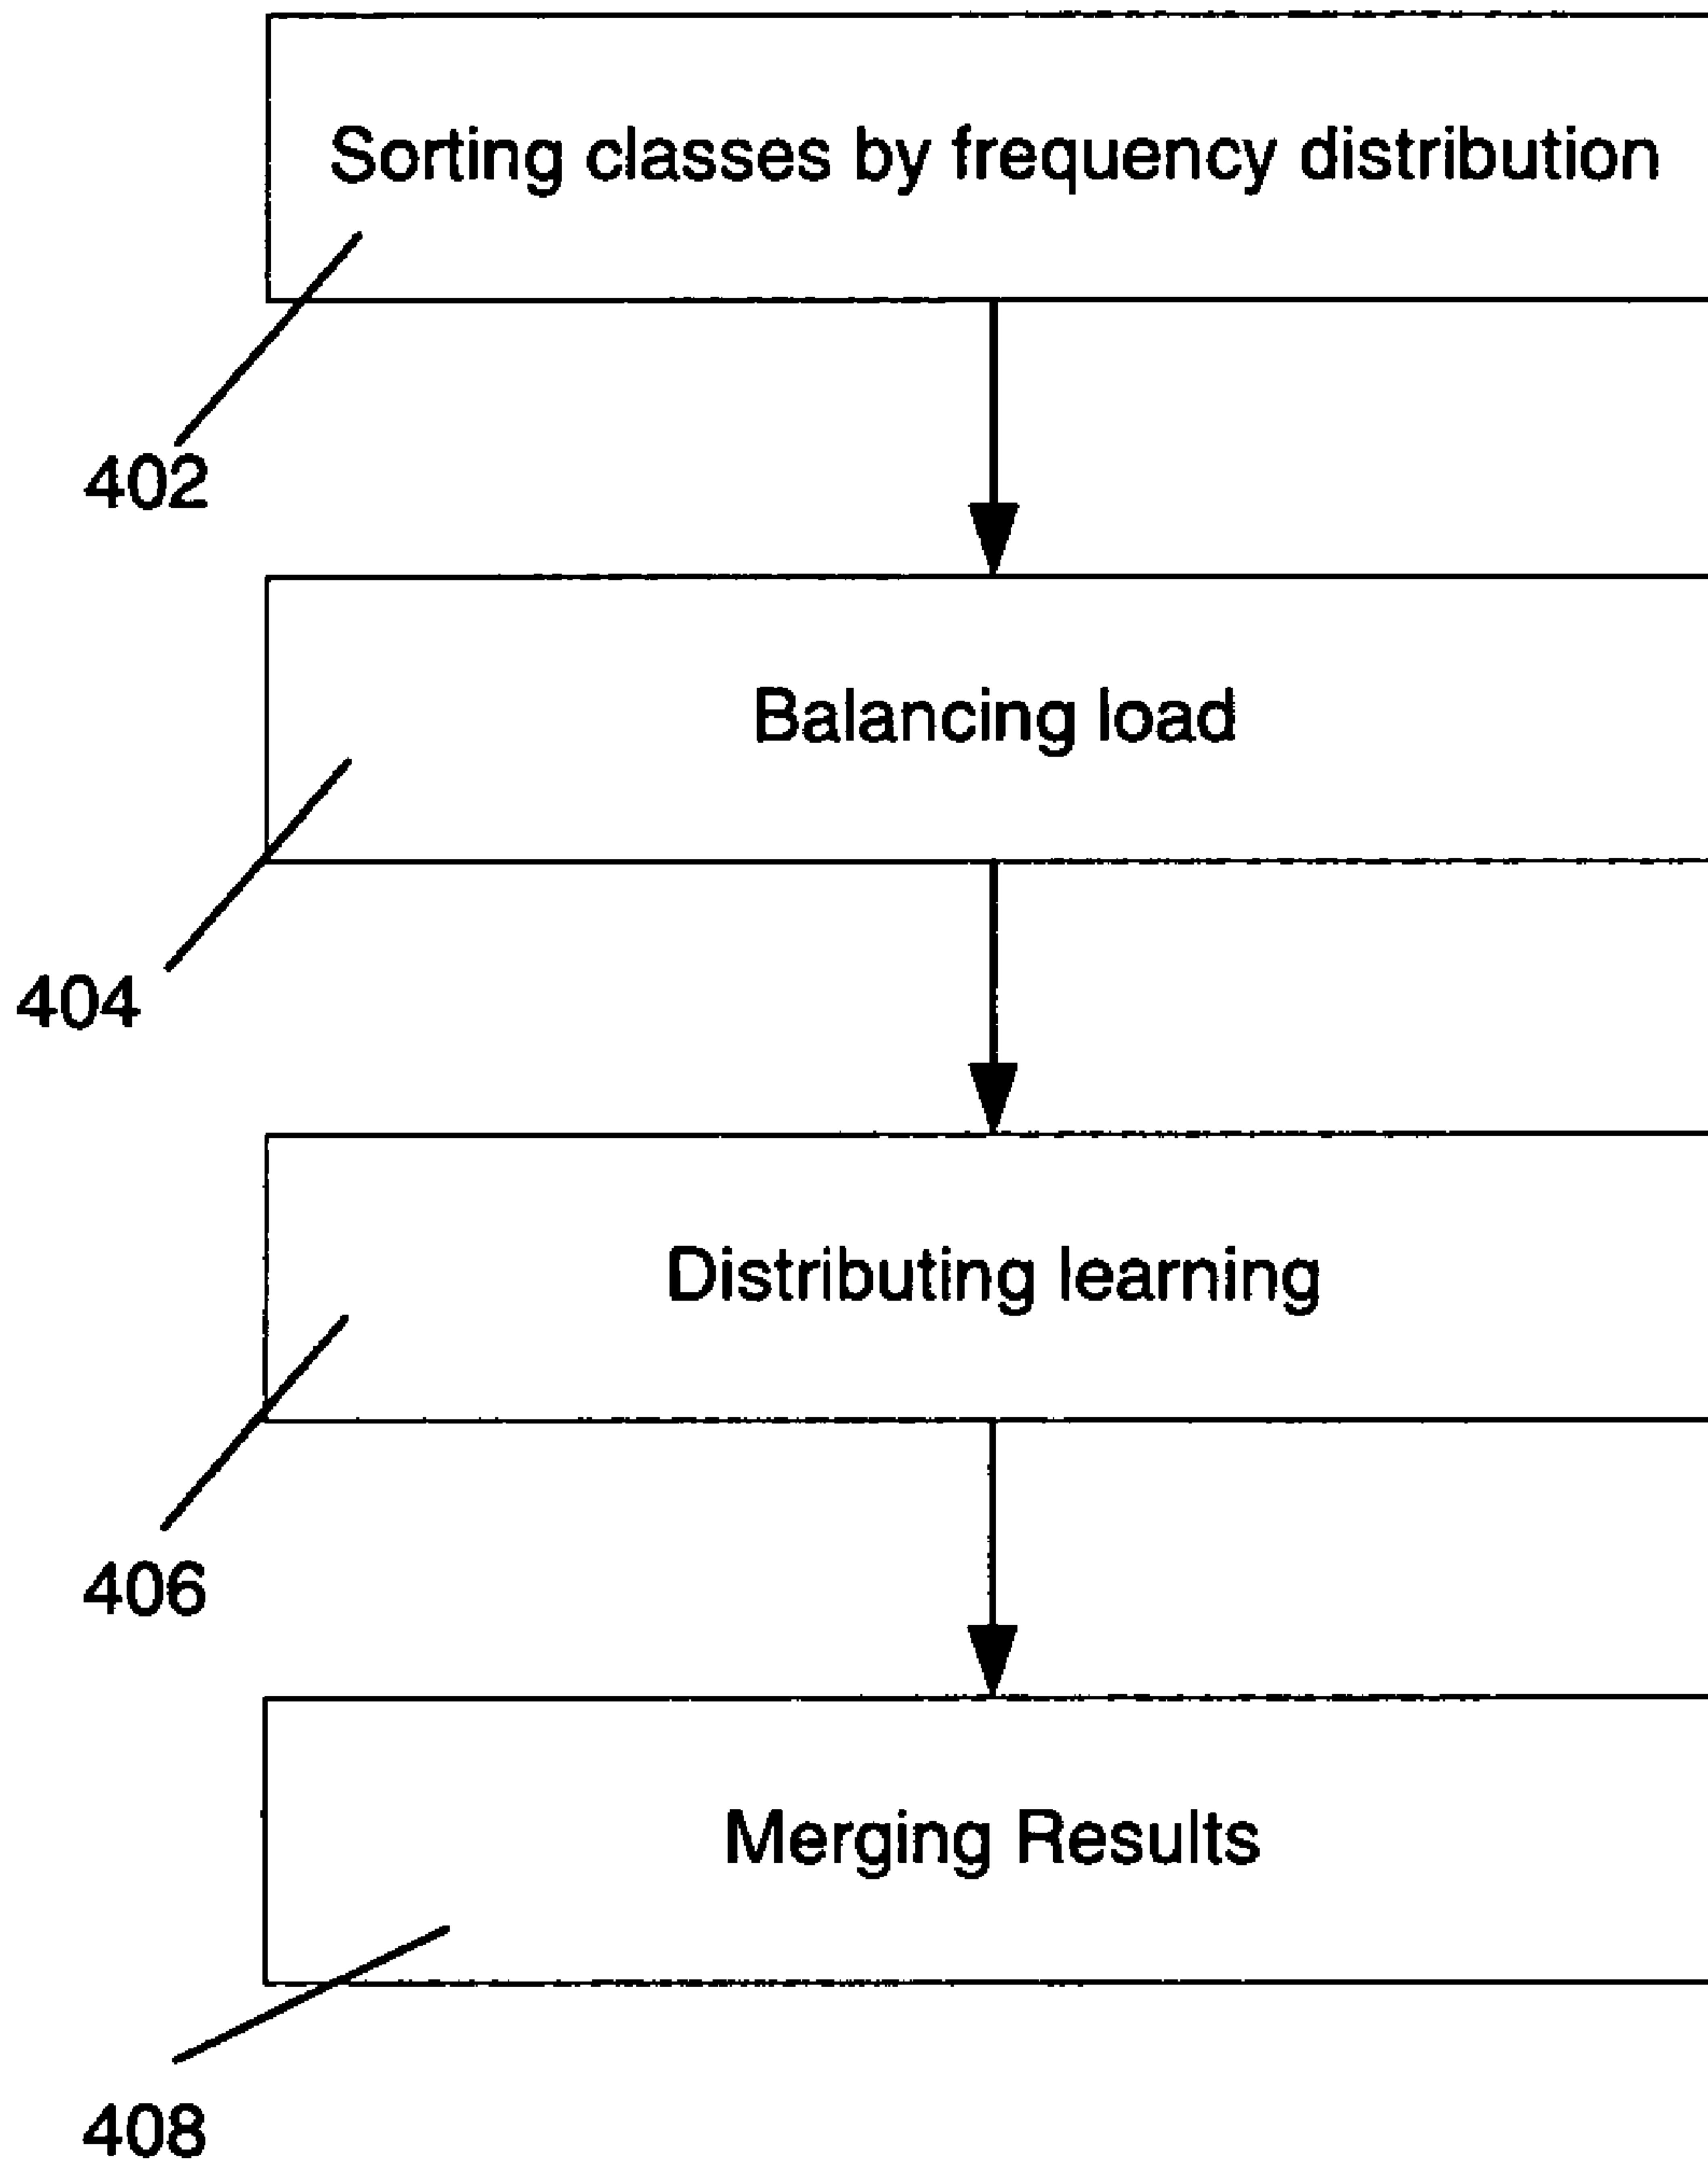 Sorting classes by frequency distribution
402
Balancing load
404
Distributing learning
406
Merging Results
408